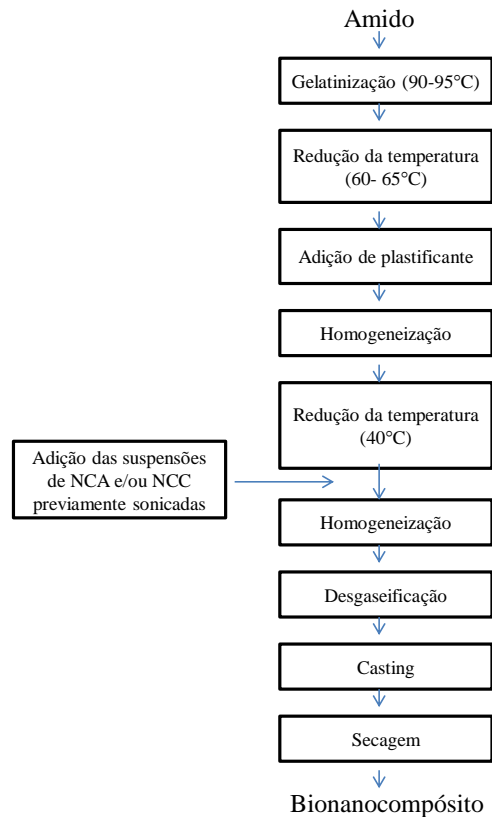 Amido
Gelatinização (90-95°C)
Redução da temperatura
(60- 65°C)
Adição de plastificante
Homogeneização
Redução da temperatura
(40°C)
Adição das suspensões
de NCA e/ou NCC
previamente sonicadas
Homogeneização
Desgaseificação
Casting
Secagem
Bionanocompósito